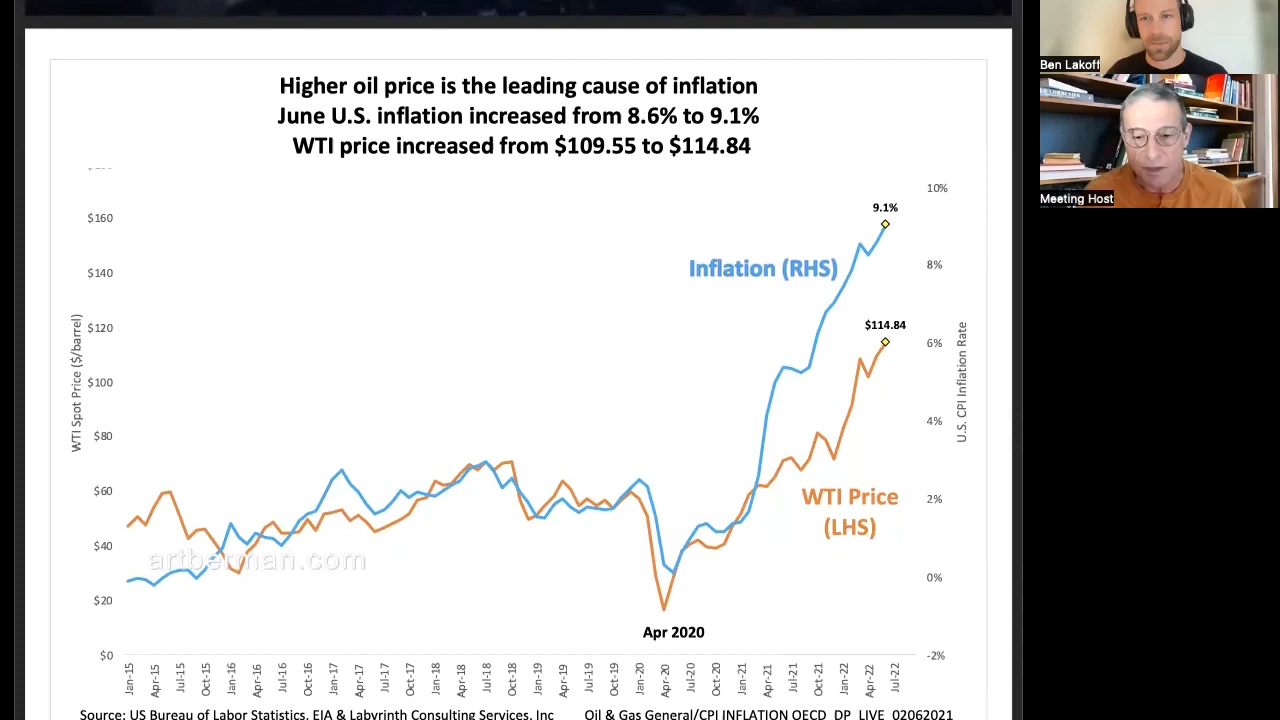 Higher oil price is the leading cause of inflation
June U.S. inflation increased from 8.6% to 9.1%
WTI price increased from $109.55 to $114.84
$160
$140
$120
$100
$80
$60
$40
$20
$0
WTI Spot Price ($/barrel)
10%
8%
6%
4%
2%
0%
-2%
U.S. CPI Inflation Rate
9.1%
Inflation (RHS)
$114.84
WTI Price
(LHS)
artberman.com
Apr 2020
Jan-15
Apr-15
Jul-15
Oct-15
Jan-16
Apr-16
Jul-16
Oct-16
Jan-17
Apr-17
Jul-17
Oct-17
Jan-18
Apr-18
Jul-18
Oct-18
Jan-19
Apr-19
Jul-19
Oct-19
Jan-20
Apr-20
Jul-20
Oct-20
Jan-21
Apr-21
Jul-21
Oct-21
Jan-22
Apr-22
Jul-22
Source: US Bureau of Labor Statistics, EIA & Labyrinth Consulting Services, Inc
Oil & Gas General/CPI INFLATION OECD_DP_LIVE_02062021
Ben Lakoff
Meeting Host